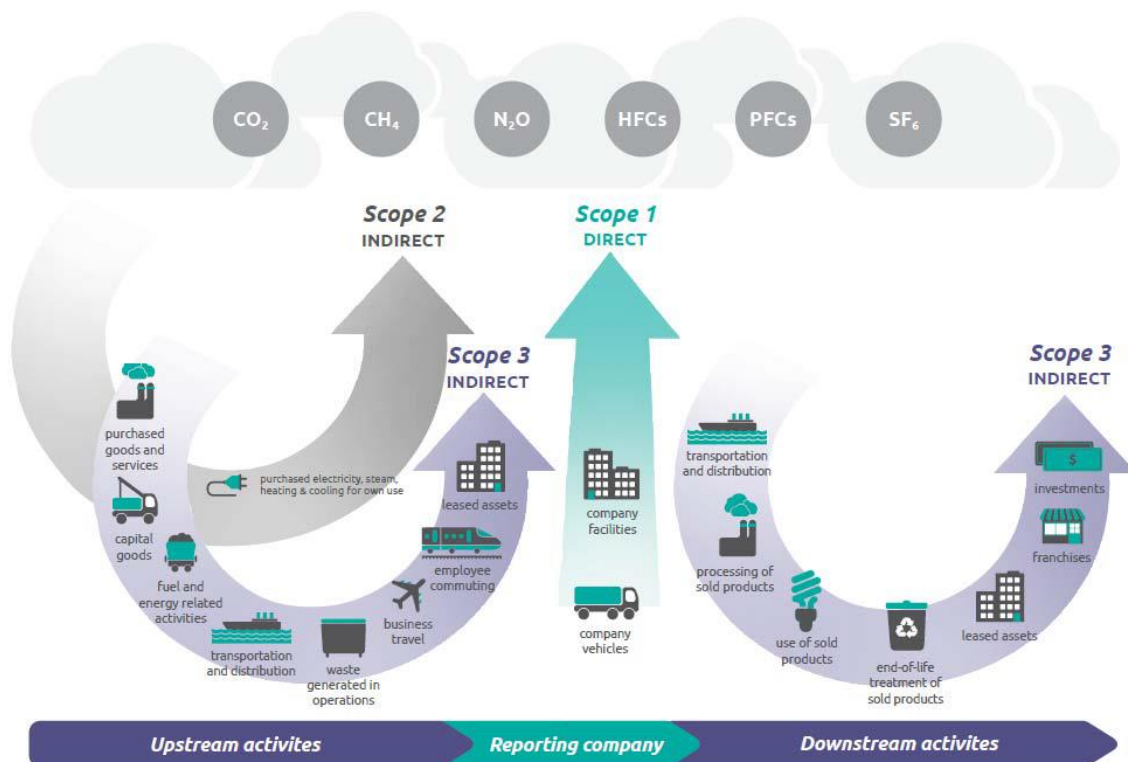 CO₂
CH₄
N₂O
HFCs
PFCs
SF₆
Scope 2
INDIRECT
Scope 1
DIRECT
Scope 3
INDIRECT
Scope 3
INDIRECT
purchased
goods and
services
capital
goods
fuel and
energy related
activities
transportation
and distribution
waste
generated in
operations
business
travel
employee
commuting
leased assets
purchased electricity, steam,
heating & cooling for own use
company
facilities
company
vehicles
transportation
and distribution
processing of
sold products
use of sold
products
end-of-life
treatment of
sold products
leased assets
franchises
$
investments
Upstream activites
Reporting company
Downstream activites